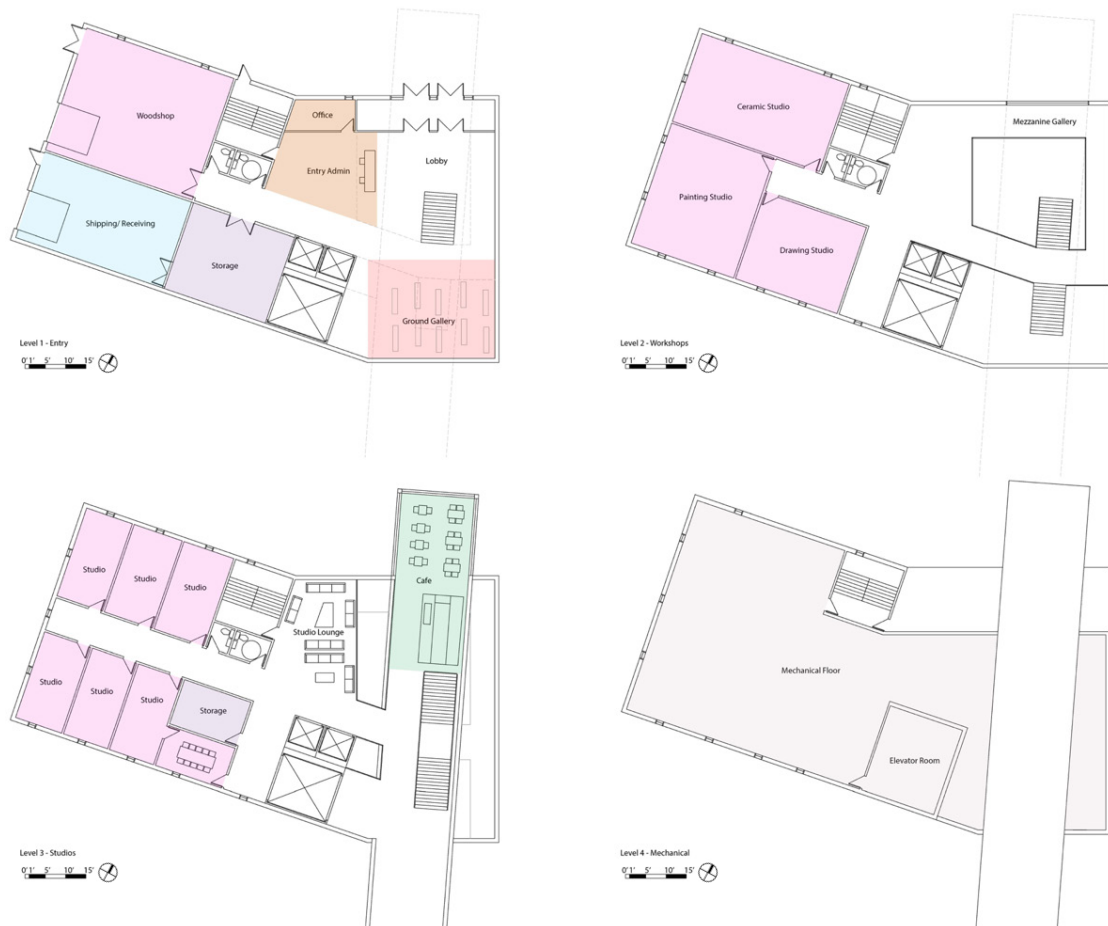 Woodshop
Office
Entry Admin
Lobby
Shipping/ Receiving
Storage
Ground Gallery
Level 1 - Entry
0' 1' 5' 10' 15'
Ceramic Studio
Mezzanine Gallery
Painting Studio
Drawing Studio
Level 2 - Workshops
0' 1' 5' 10' 15'
Studio
Studio
Studio
Cafe
Studio Lounge
Studio
Studio
Studio
Storage
Level 3 - Studios
0' 1' 5' 10' 15'
Mechanical Floor
Elevator Room
Level 4 - Mechanical
0' 1' 5' 10' 15'